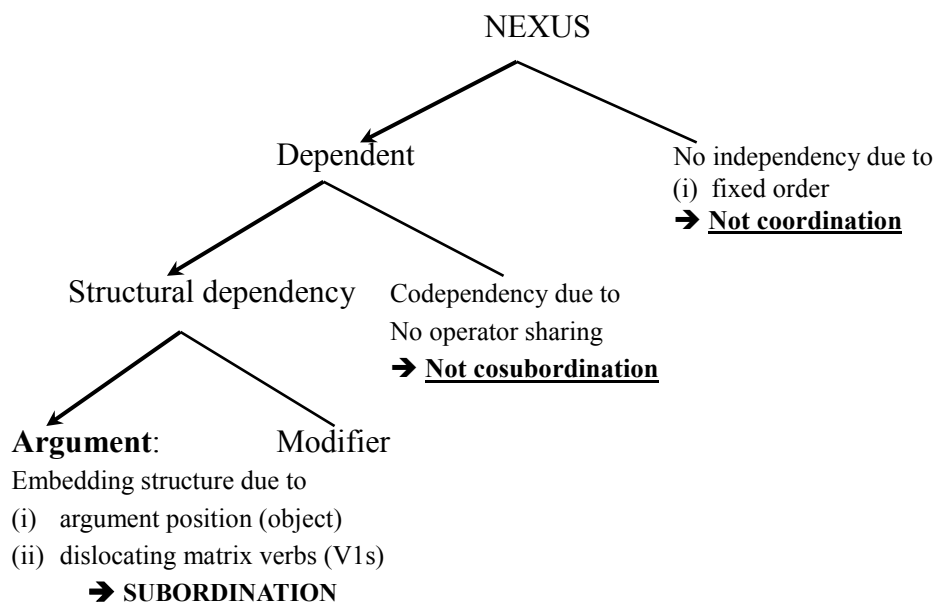 NEXUS
Dependent
No independency due to
(i) fixed order
➔ Not coordination
Structural dependency
Codependency due to
No operator sharing
➔ Not cosubordination
Argument:
Modifier
Embedding structure due to
(i) argument position (object)
(ii) dislocating matrix verbs (V1s)
➔ SUBORDINATION